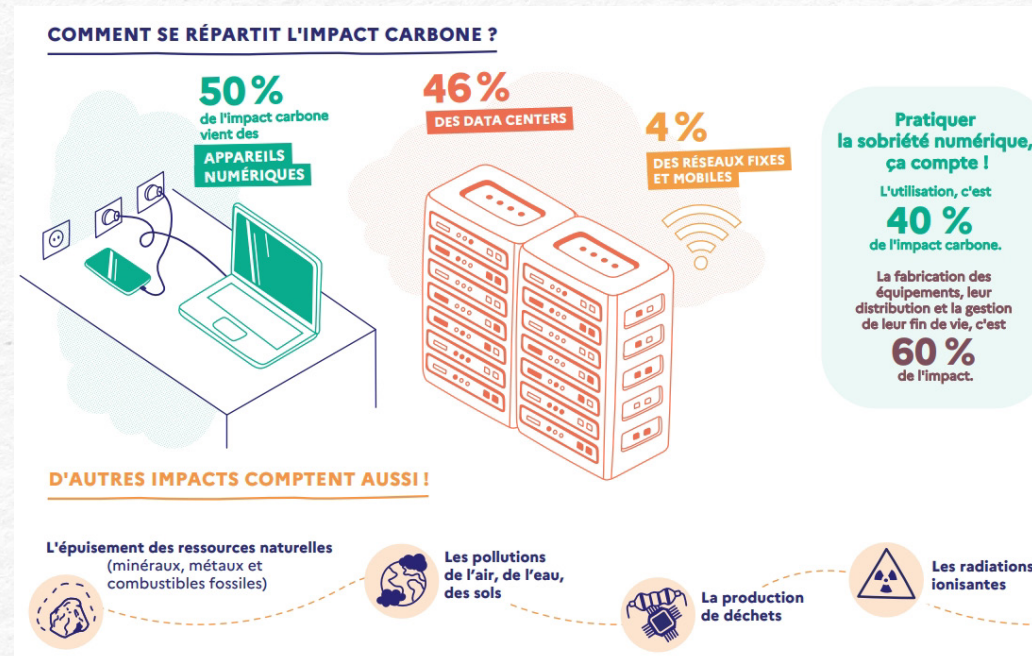 COMMENT SE RÉPARTIT L'IMPACT CARBONE ?
50 %
de l'impact carbone
vient des
APPAREILS
NUMÉRIQUES
46 %
DES DATA CENTERS
4 %
DES RÉSEAUX FIXES
ET MOBILES
Pratiquer
la sobriété numérique,
ça compte !
L'utilisation, c'est
40 %
de l'impact carbone.
La fabrication des
équipements, leur
distribution et la gestion
de leur fin de vie, c'est
60 %
de l'impact.
D'AUTRES IMPACTS COMPTENT AUSSI !
L'épuisement des ressources naturelles
(minéraux, métaux et
combustibles fossiles)
Les pollutions
de l'air, de l'eau,
des sols
La production
de déchets
Les radiations
ionisantes